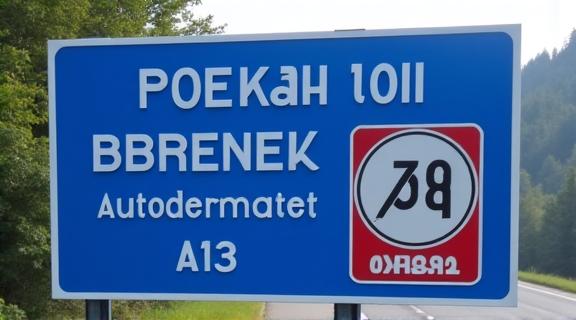 POEKaH 1011
BBRENEK
Autodermatet
A13